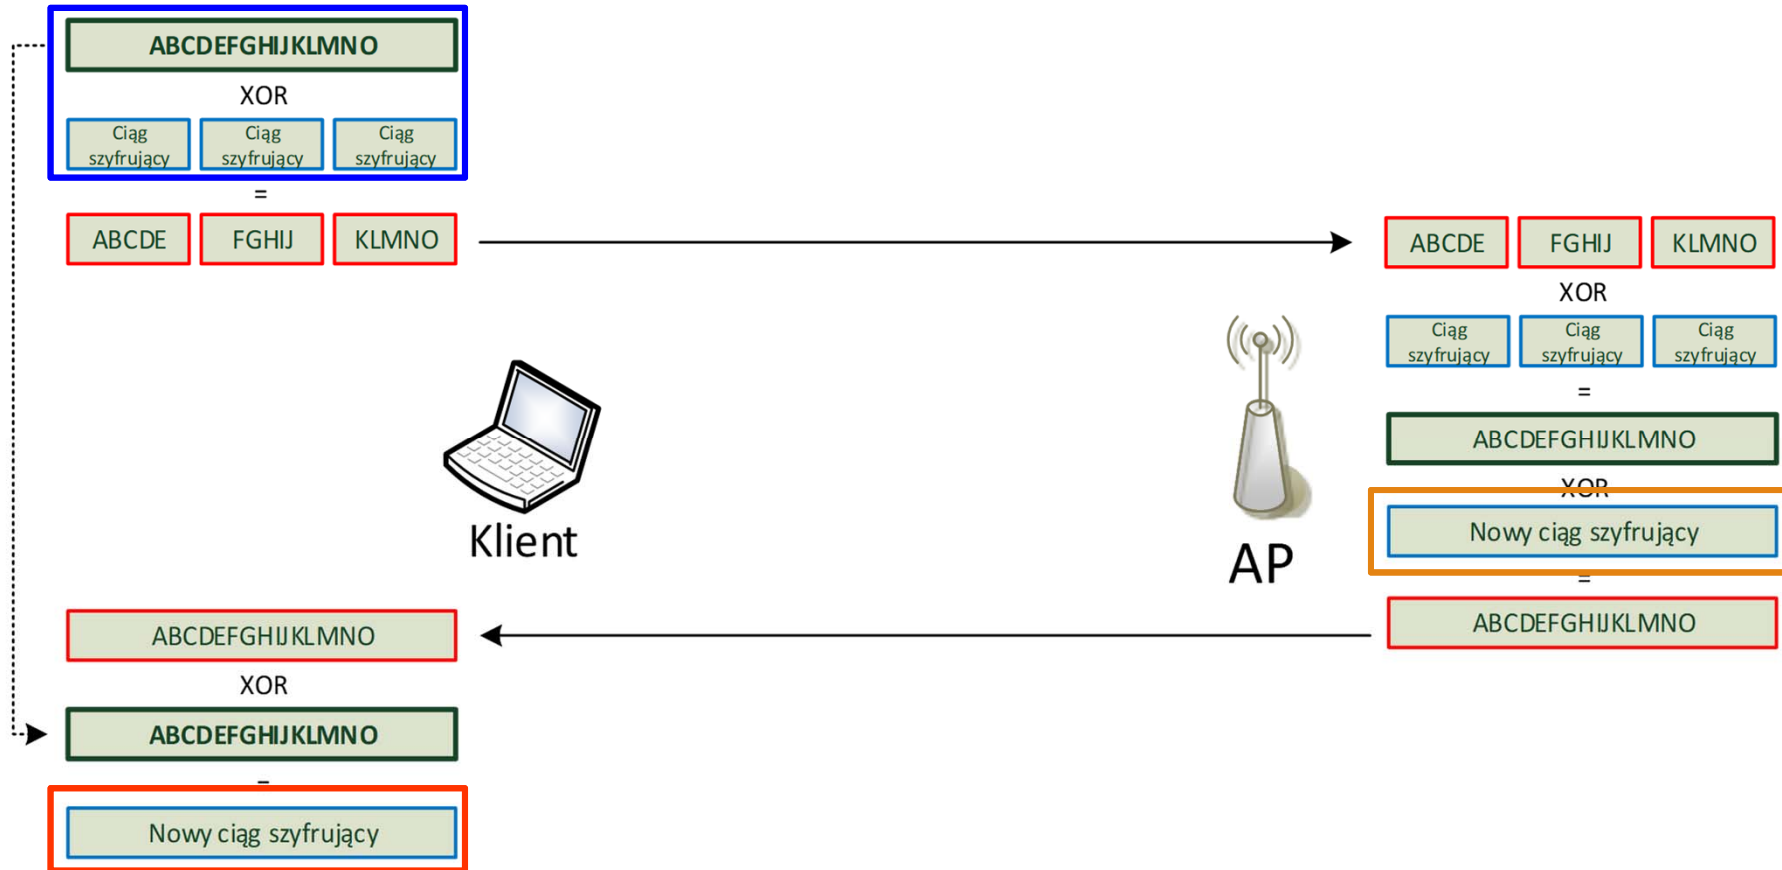 ABCDEFGHIJKLMNO
XOR
Ciąg szyfrujący
Ciąg szyfrujący
Ciąg szyfrujący
=
ABCDE
FGHIJ
KLMNO
ABCDE
FGHIJ
KLMNO
XOR
Ciąg szyfrujący
Ciąg szyfrujący
Ciąg szyfrujący
=
ABCDEFGHIJKLMNO
XOR
Nowy ciąg szyfrujący
=
ABCDEFGHIJKLMNO
Klient
AP
ABCDEFGHIJKLMNO
XOR
ABCDEFGHIJKLMNO
=
Nowy ciąg szyfrujący